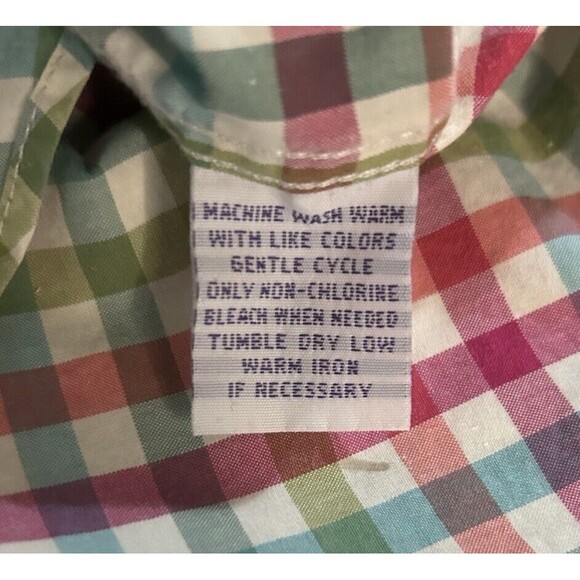 MACHINE WASH WARM
WITH LIKE COLORS
GENTLE CYCLE
ONLY NON-CHLORINE
BLEACH WHEN NEEDED
TUMBLE DRY LOW
WARM IRON
IF NECESSARY